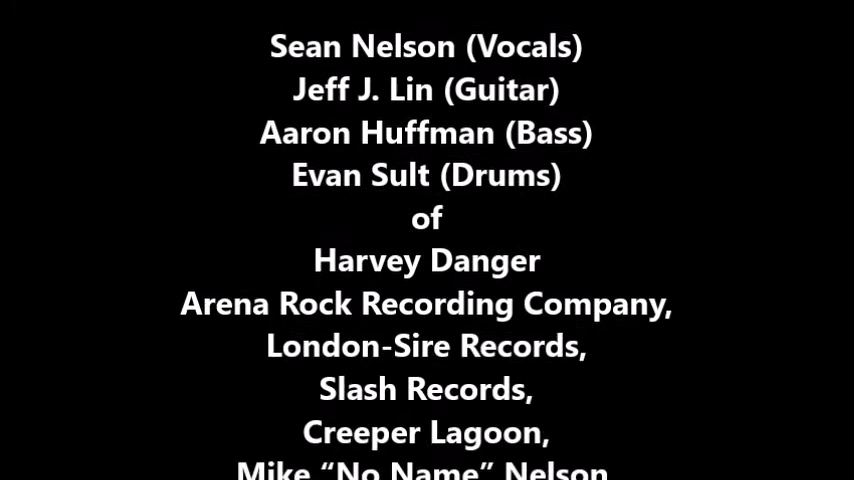 Sean Nelson (Vocals)
Jeff J. Lin (Guitar)
Aaron Huffman (Bass)
Evan Sult (Drums)
of
Harvey Danger
Arena Rock Recording Company,
London-Sire Records,
Slash Records,
Creeper Lagoon,
Mike “No Name” Nelson